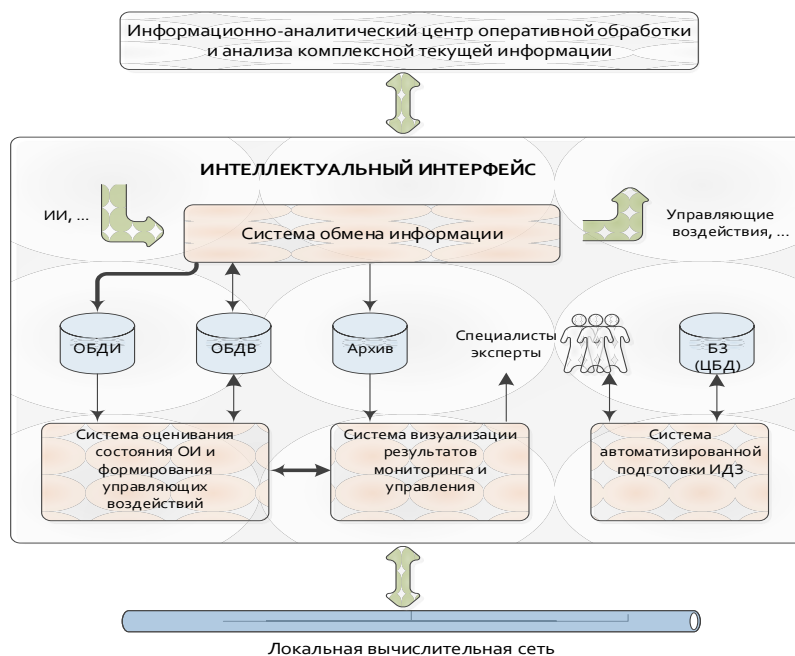 Информационно-аналитический центр оперативной обработки
и анализа комплексной текущей информации
ИНТЕЛЛЕКТУАЛЬНЫЙ ИНТЕРФЕЙС
ИИ, ...
Система обмена информации
Управляющие
воздействия, ...
ОБДИ
ОБДВ
Архив
Специалисты
эксперты
БЗ
(ЦБД)
Система оценивания
состояния ОИ и
формирования
управляющих
воздействий
Система визуализации
результатов
мониторинга и
управления
Система
автоматизированной
подготовки ИДЗ
Локальная вычислительная сеть